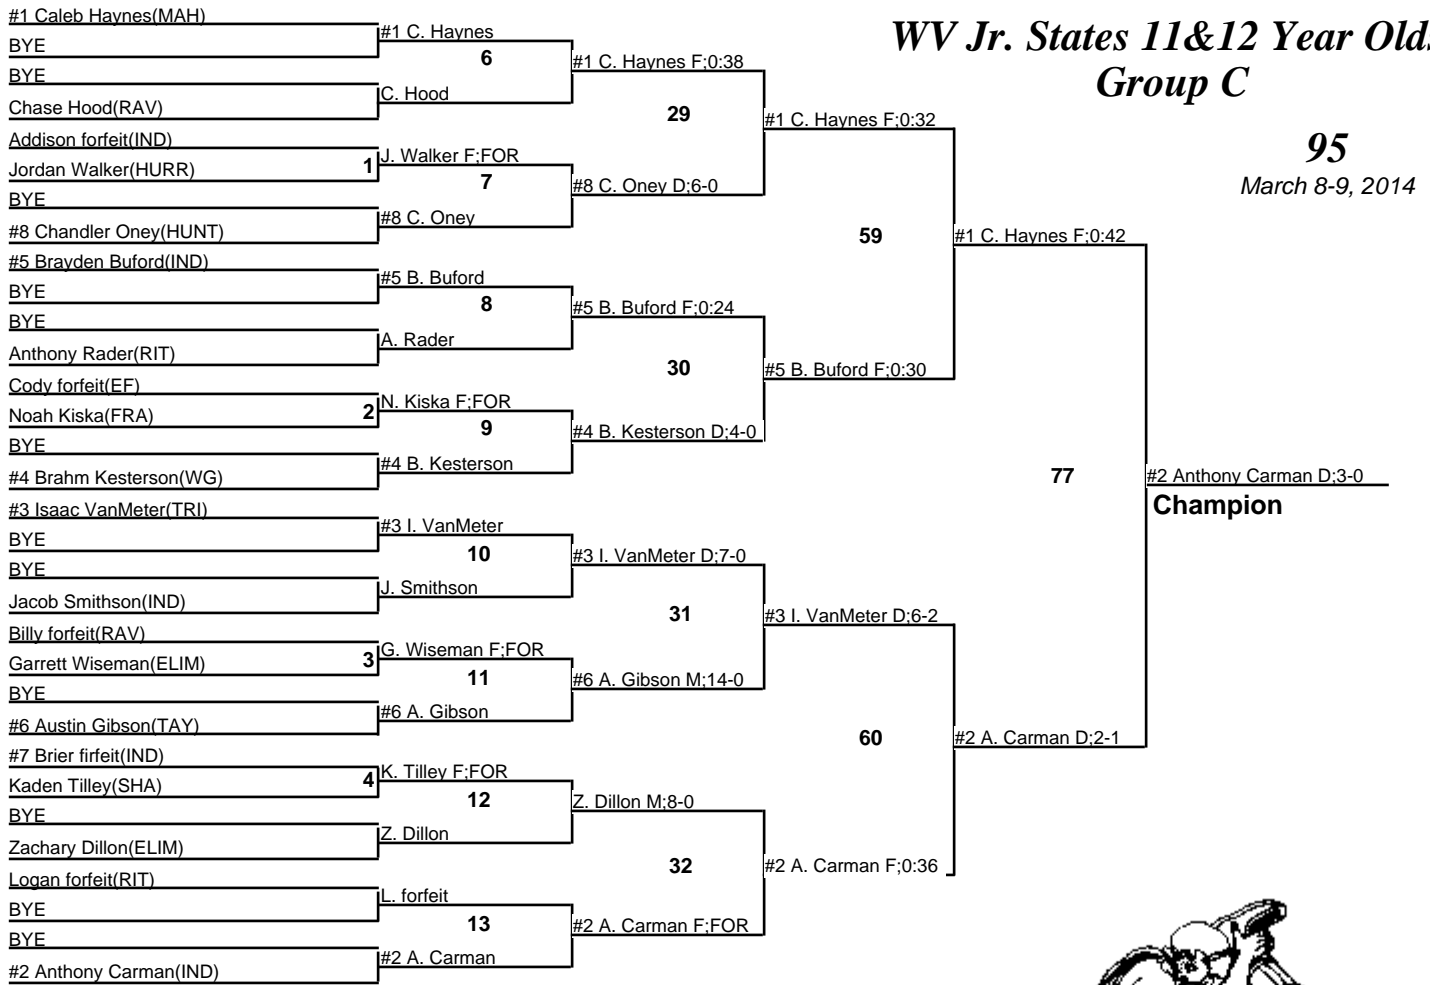 WV Jr. States 11&12 Year Olds
Group C
95
March 8-9, 2014
#1 Caleb Haynes(MAH)
BYE
BYE
Chase Hood(RAV)
Addison forfeit(IND)
Jordan Walker(HURR)
BYE
#8 Chandler Oney(HUNT)
#5 Brayden Buford(IND)
BYE
BYE
Anthony Rader(RIT)
Cody forfeit(EF)
Noah Kiska(FRA)
BYE
#4 Brahm Kesterson(WG)
#3 Isaac VanMeter(TRI)
BYE
BYE
Jacob Smithson(IND)
Billy forfeit(RAV)
Garrett Wiseman(ELIM)
BYE
#6 Austin Gibson(TAY)
#7 Brier firfeit(IND)
Kaden Tilley(SHA)
BYE
Zachary Dillon(ELIM)
Logan forfeit(RIT)
BYE
BYE
#2 Anthony Carman(IND)
1
2
3
4
#1 C. Haynes
6
C. Hood
J. Walker F;FOR
7
#8 C. Oney
#5 B. Buford
8
A. Rader
N. Kiska F;FOR
9
#4 B. Kesterson
#3 I. VanMeter
10
J. Smithson
G. Wiseman F;FOR
11
#6 A. Gibson
K. Tilley F;FOR
12
Z. Dillon
L. forfeit
13
#2 A. Carman
#1 C. Haynes F;0:38
29
#8 C. Oney D;6-0
#5 B. Buford F;0:24
30
#4 B. Kesterson D;4-0
#3 I. VanMeter D;7-0
31
#6 A. Gibson M;14-0
Z. Dillon M;8-0
32
#2 A. Carman F;FOR
#1 C. Haynes F;0:32
59
#5 B. Buford F;0:30
#3 I. VanMeter D;6-2
60
#2 A. Carman F;0:36
#1 C. Haynes F;0:42
77
#2 A. Carman D;2-1
#2 Anthony Carman D;3-0
Champion